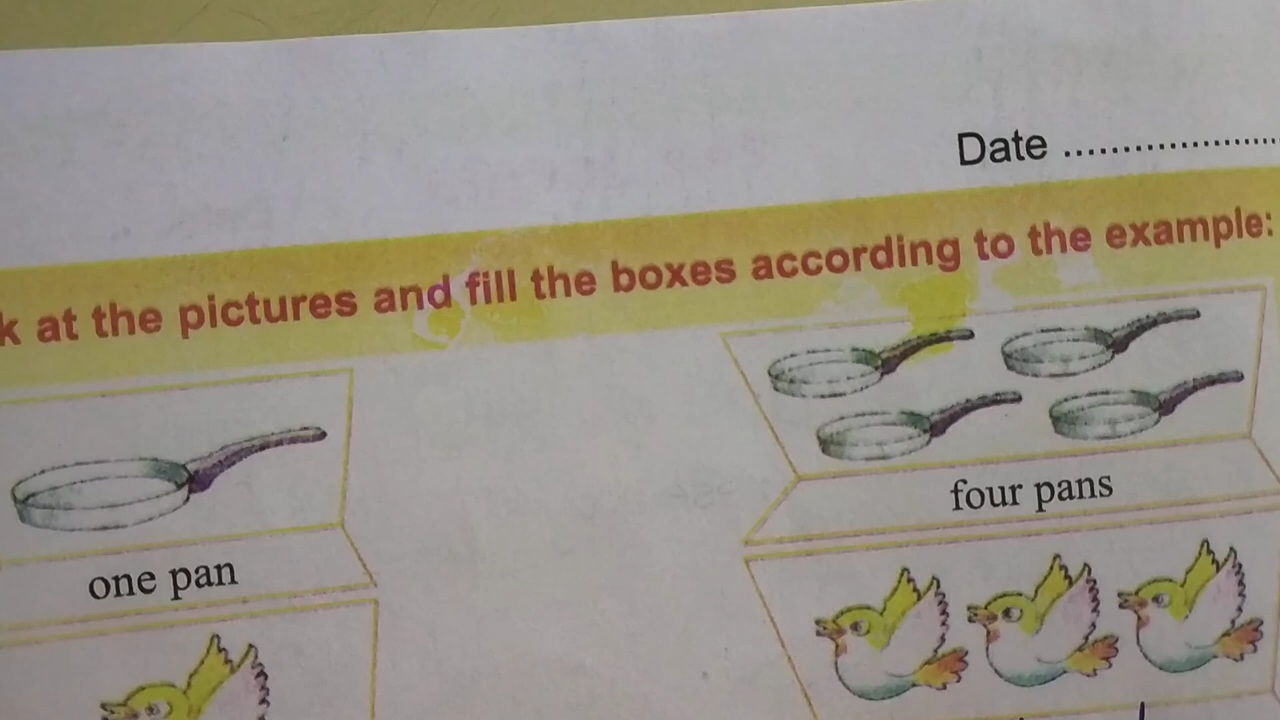 Date ......................
k at the pictures and fill the boxes according to the example:
four pans
one pan